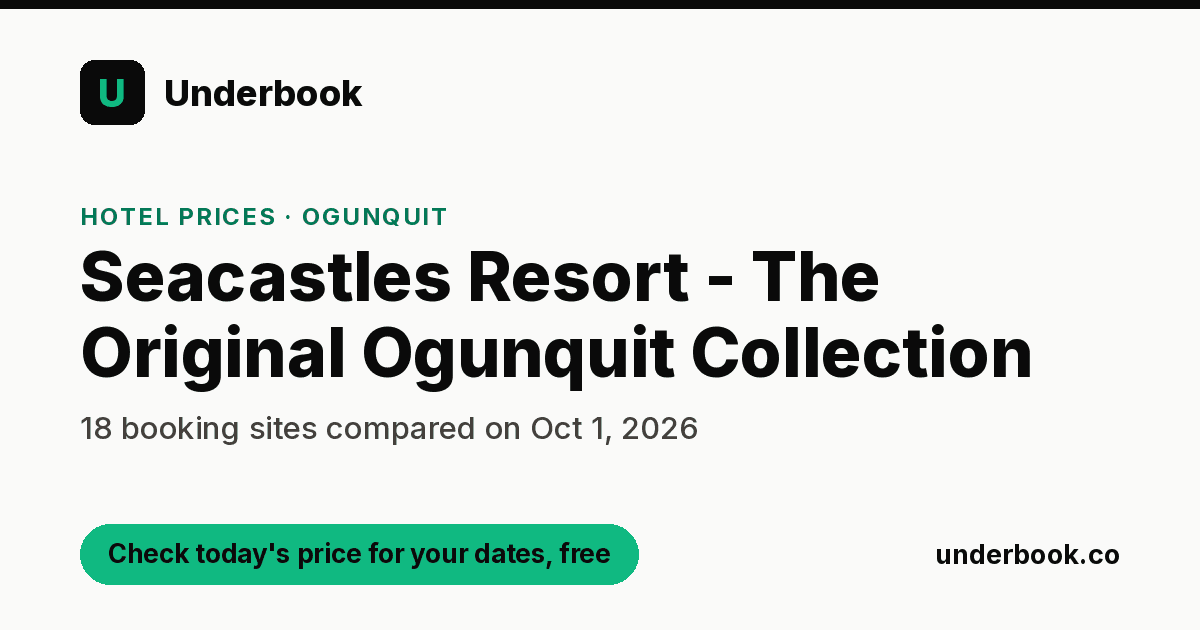 U Underbook
HOTEL PRICES · OGUNQUIT
Seacastles Resort - The
Original Ogunquit Collection
18 booking sites compared on Oct 1, 2026
Check today's price for your dates, free
underbook.co